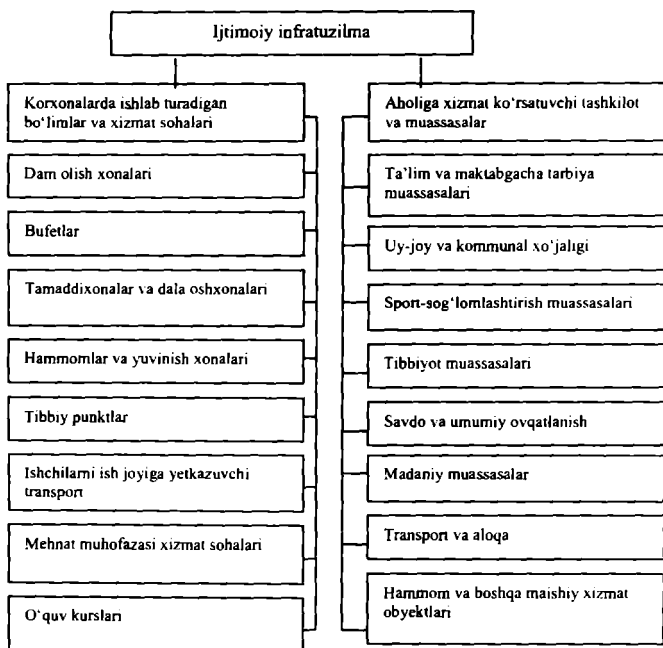 Ijtimoiy infratuzilma
Korxonalarda ishlab turadigan
bo‘limlar va xizmat sohalari
Dam olish xonalari
Bufetlar
Tamaddixonalar va dala oshxonalari
Hammomlar va yuvinish xonalari
Tibbiy punktlar
Ishchilarni ish joyiga yetkazuvchi
transport
Mehnat muhofazasi xizmat sohalari
O‘quv kurslari
Aholiga xizmat ko‘rsatuvchi tashkilot
va muassasalar
Ta’lim va maktabgacha tarbiya
muassasalari
Uy-joy va kommunal xo‘jaligi
Sport-sog‘lomlashtirish muassasalari
Tibbiyot muassasalari
Savdo va umumiy ovqatlanish
Madaniy muassasalar
Transport va aloqa
Hammom va boshqa maishiy xizmat
obyektlari